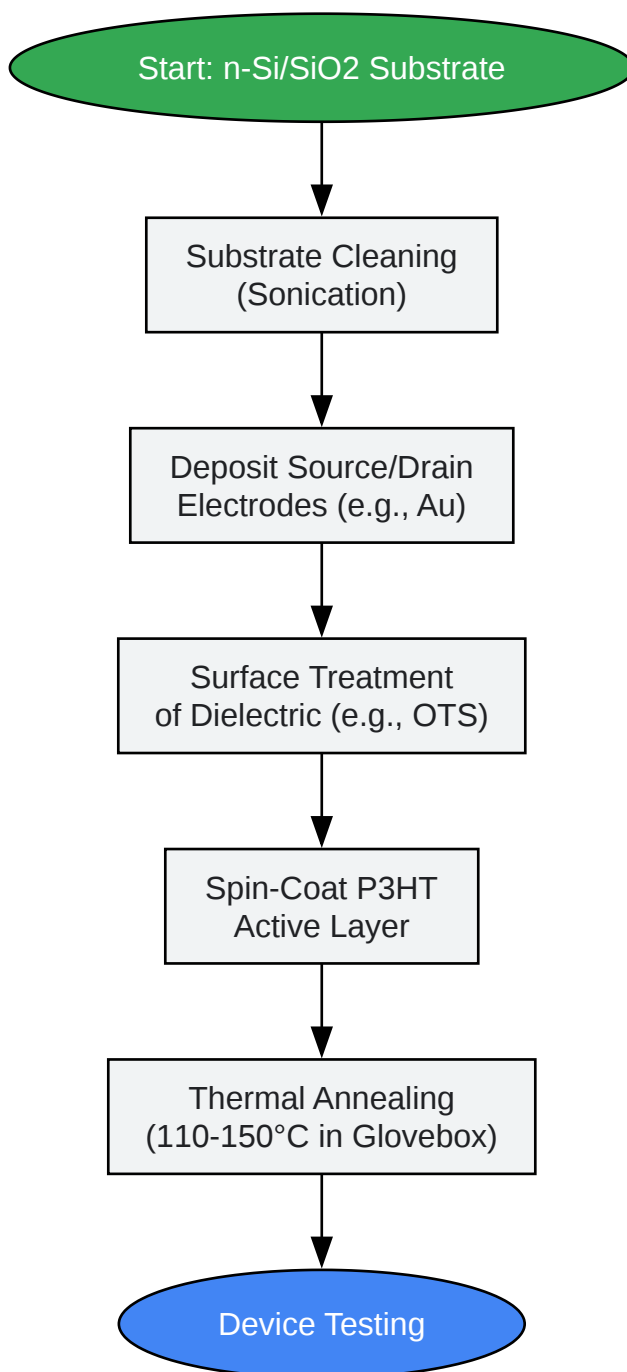 Start: n-Si/SiO2 Substrate
Substrate Cleaning
(Sonication)
Deposit Source/Drain
Electrodes (e.g., Au)
Surface Treatment
of Dielectric (e.g., OTS)
Spin-Coat P3HT
Active Layer
Thermal Annealing
(110-150°C in Glovebox)
Device Testing